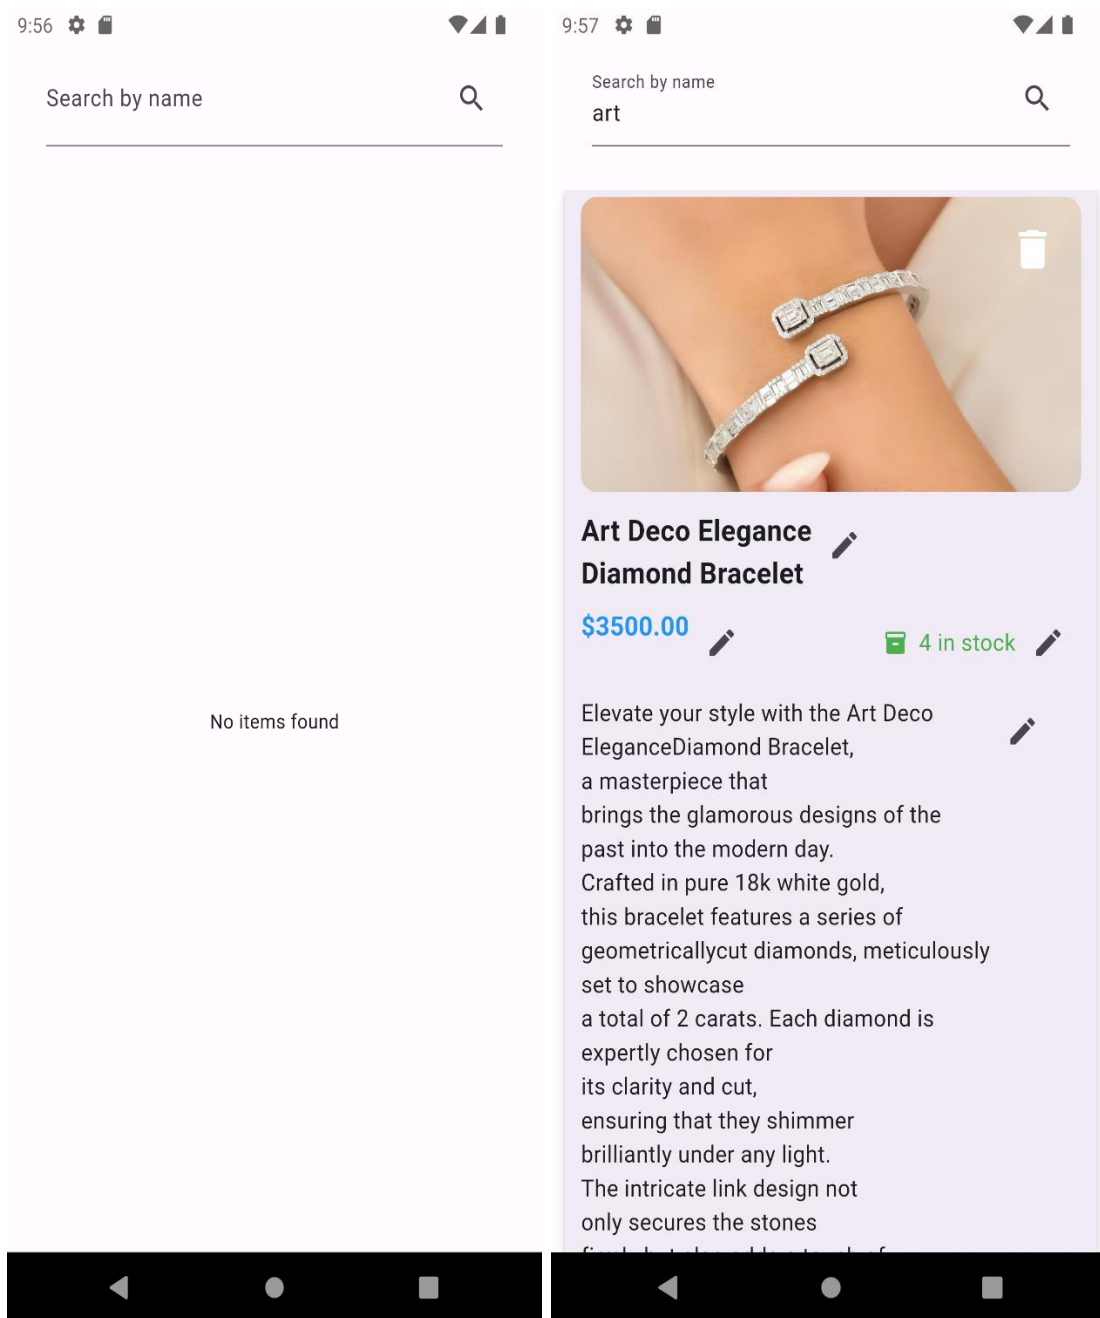 9:56
Search by name
No items found
9:57
Search by name
art
Art Deco Elegance
Diamond Bracelet
$3500.00
4 in stock
Elevate your style with the Art Deco
EleganceDiamond Bracelet,
a masterpiece that
brings the glamorous designs of the
past into the modern day.
Crafted in pure 18k white gold,
this bracelet features a series of
geometricallycut diamonds, meticulously
set to showcase
a total of 2 carats. Each diamond is
expertly chosen for
its clarity and cut,
ensuring that they shimmer
brilliantly under any light.
The intricate link design not
only secures the stones